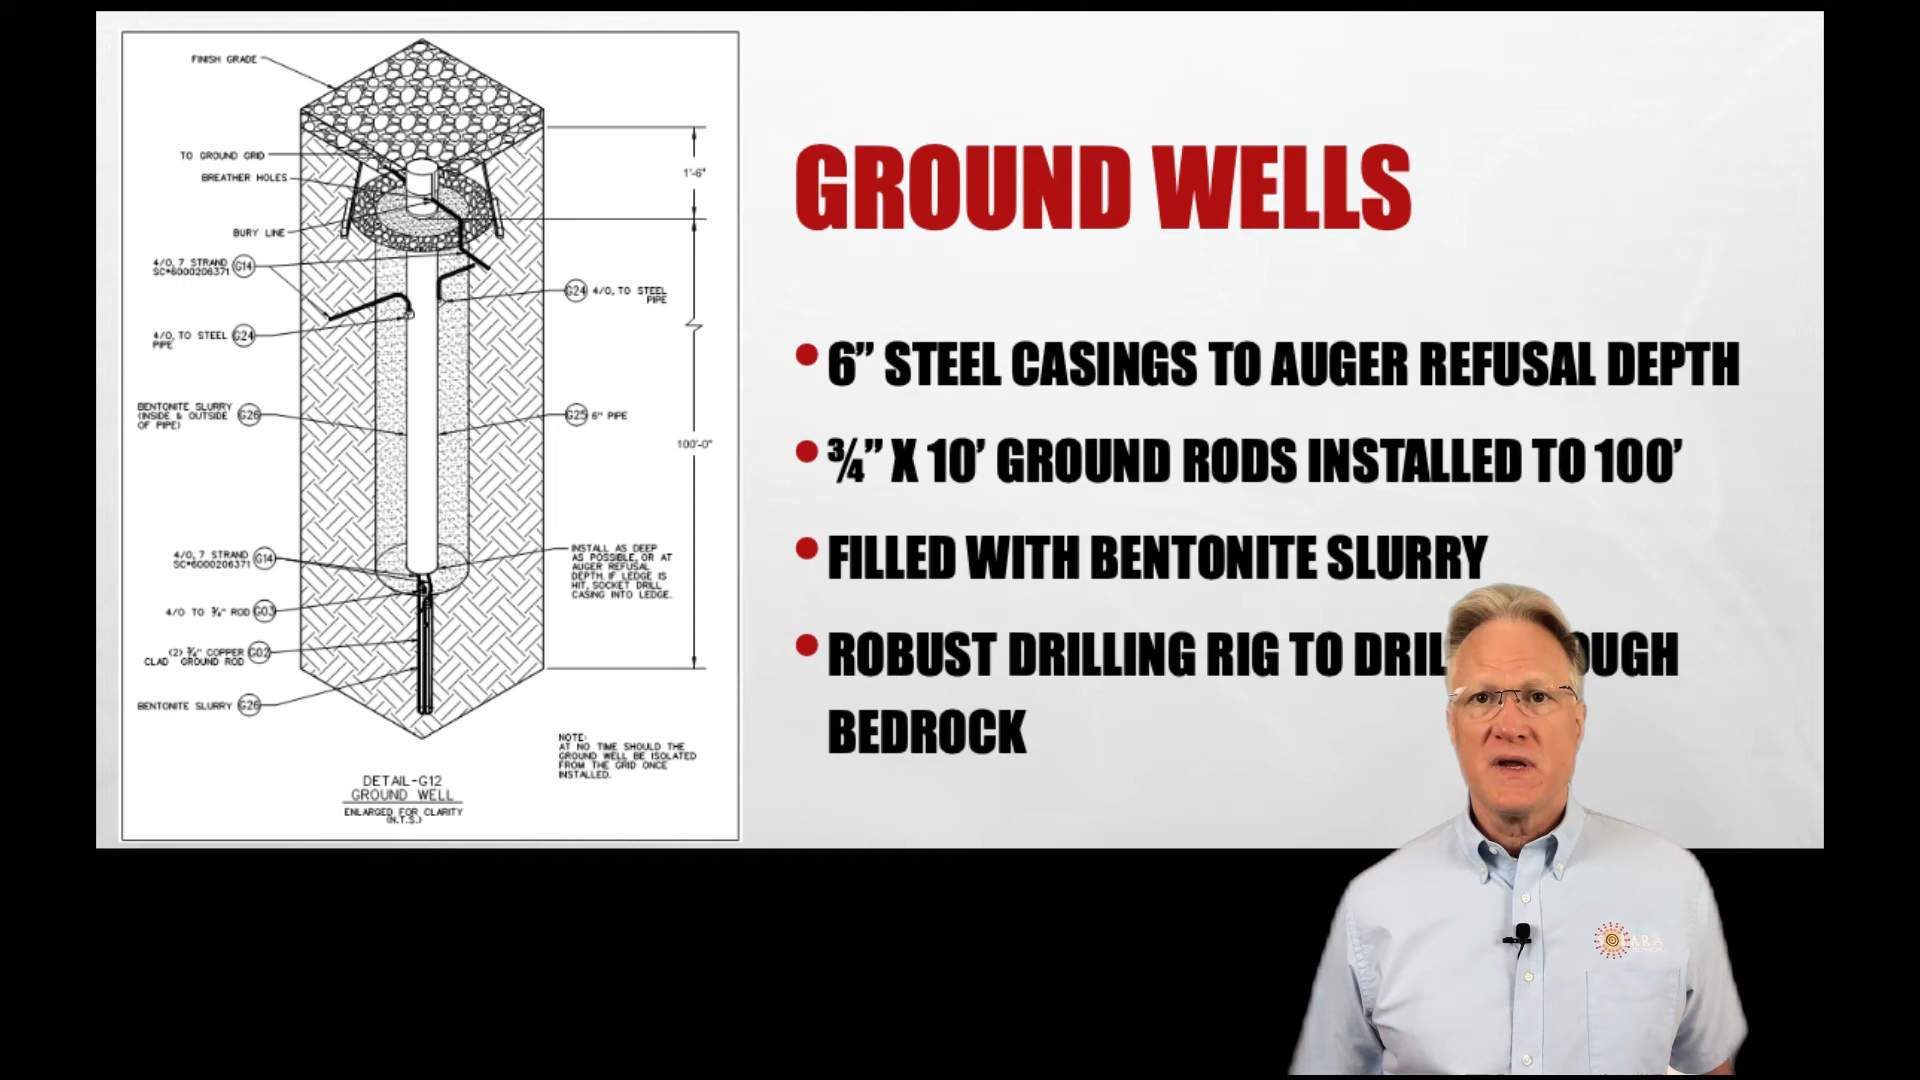 FINISH GRADE
TO GROUND GRID
BREATHER HOLES
BURY LINE
4/0, 7 STRAND
SC*6000206371
G14
4/0, TO STEEL
PIPE
G24
BENTONITE SLURRY
(INSIDE & OUTSIDE
OF PIPE)
G26
4/0, 7 STRAND
SC*6000206371
G14
4/0 TO ¾" ROD
G03
(2) ¾" COPPER
CLAD GROUND ROD
G02
BENTONITE SLURRY
G26
1'-6"
G24
4/0, TO STEEL
PIPE
G25
6" PIPE
100'-0"
INSTALL AS DEEP
AS POSSIBLE, OR AT
AUGER REFUSAL
DEPTH. IF LEDGE IS
HIT, SOCKET DRILL
CASING INTO LEDGE.
NOTE:
AT NO TIME SHOULD THE
GROUND WELL BE ISOLATED
FROM THE GRID ONCE
INSTALLED.
DETAIL-G12
GROUND WELL
ENLARGED FOR CLARITY
(N.T.S.)
GROUND WELLS
• 6” STEEL CASINGS TO AUGER REFUSAL DEPTH
• ¾” X 10’ GROUND RODS INSTALLED TO 100’
• FILLED WITH BENTONITE SLURRY
• ROBUST DRILLING RIG TO DRIL OUGH
BEDROCK
ARA